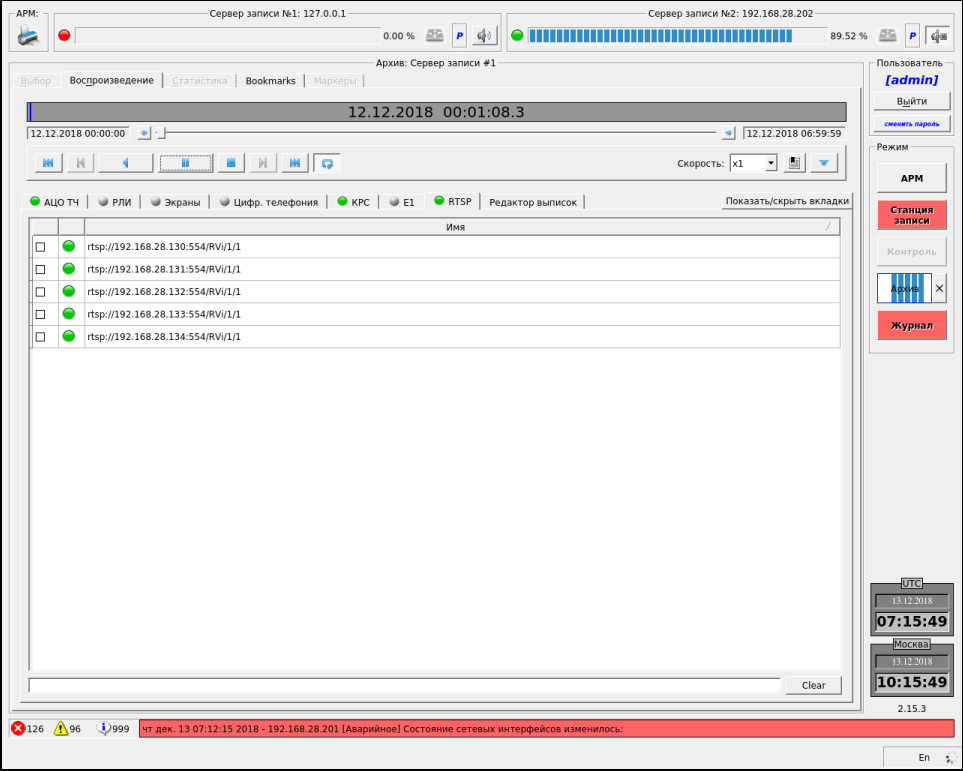 АРМ:
Сервер записи №1: 127.0.0.1
0.00 %
P
Сервер записи №2: 192.168.28.202
89.52 %
P
Архив: Сервер записи #1
Выбор
Воспроизведение
Статистика
Bookmarks
Маркеры
12.12.2018 00:01:08.3
12.12.2018 00:00:00
12.12.2018 06:59:59
Скорость:
x1
АЦО ТЧ
РЛИ
Экраны
Цифр. телефония
КРС
E1
RTSP
Редактор выписок
Показать/скрыть вкладки
Имя
rtsp://192.168.28.130:554/RVi/1/1
rtsp://192.168.28.131:554/RVi/1/1
rtsp://192.168.28.132:554/RVi/1/1
rtsp://192.168.28.133:554/RVi/1/1
rtsp://192.168.28.134:554/RVi/1/1
Clear
Пользователь
[admin]
Выйти
сменить пароль
Режим
АРМ
Станция
записи
Контроль
Архив
Журнал
UTC
13.12.2018
07:15:49
Москва
13.12.2018
10:15:49
2.15.3
126
96
999
чт дек. 13 07:12:15 2018 - 192.168.28.201 [Аварийное] Состояние сетевых интерфейсов изменилось:
En